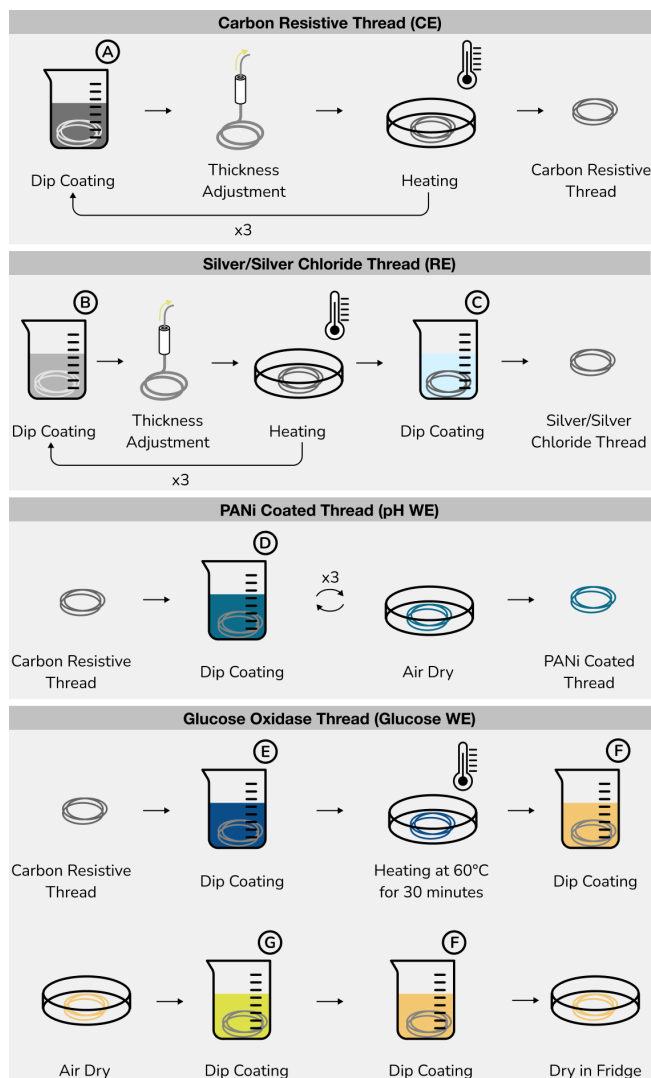 Carbon Resistive Thread (CE)
A
Dip Coating
Thickness
Adjustment
Heating
Carbon Resistive
Thread
x3
Silver/Silver Chloride Thread (RE)
B
C
Dip Coating
Thickness
Adjustment
Heating
Dip Coating
Silver/Silver
Chloride Thread
x3
PANi Coated Thread (pH WE)
D
x3
Carbon Resistive
Thread
Dip Coating
Air Dry
PANi Coated
Thread
Glucose Oxidase Thread (Glucose WE)
E
F
Carbon Resistive
Thread
Dip Coating
Heating at 60°C
for 30 minutes
Dip Coating
G
F
Air Dry
Dip Coating
Dip Coating
Dry in Fridge